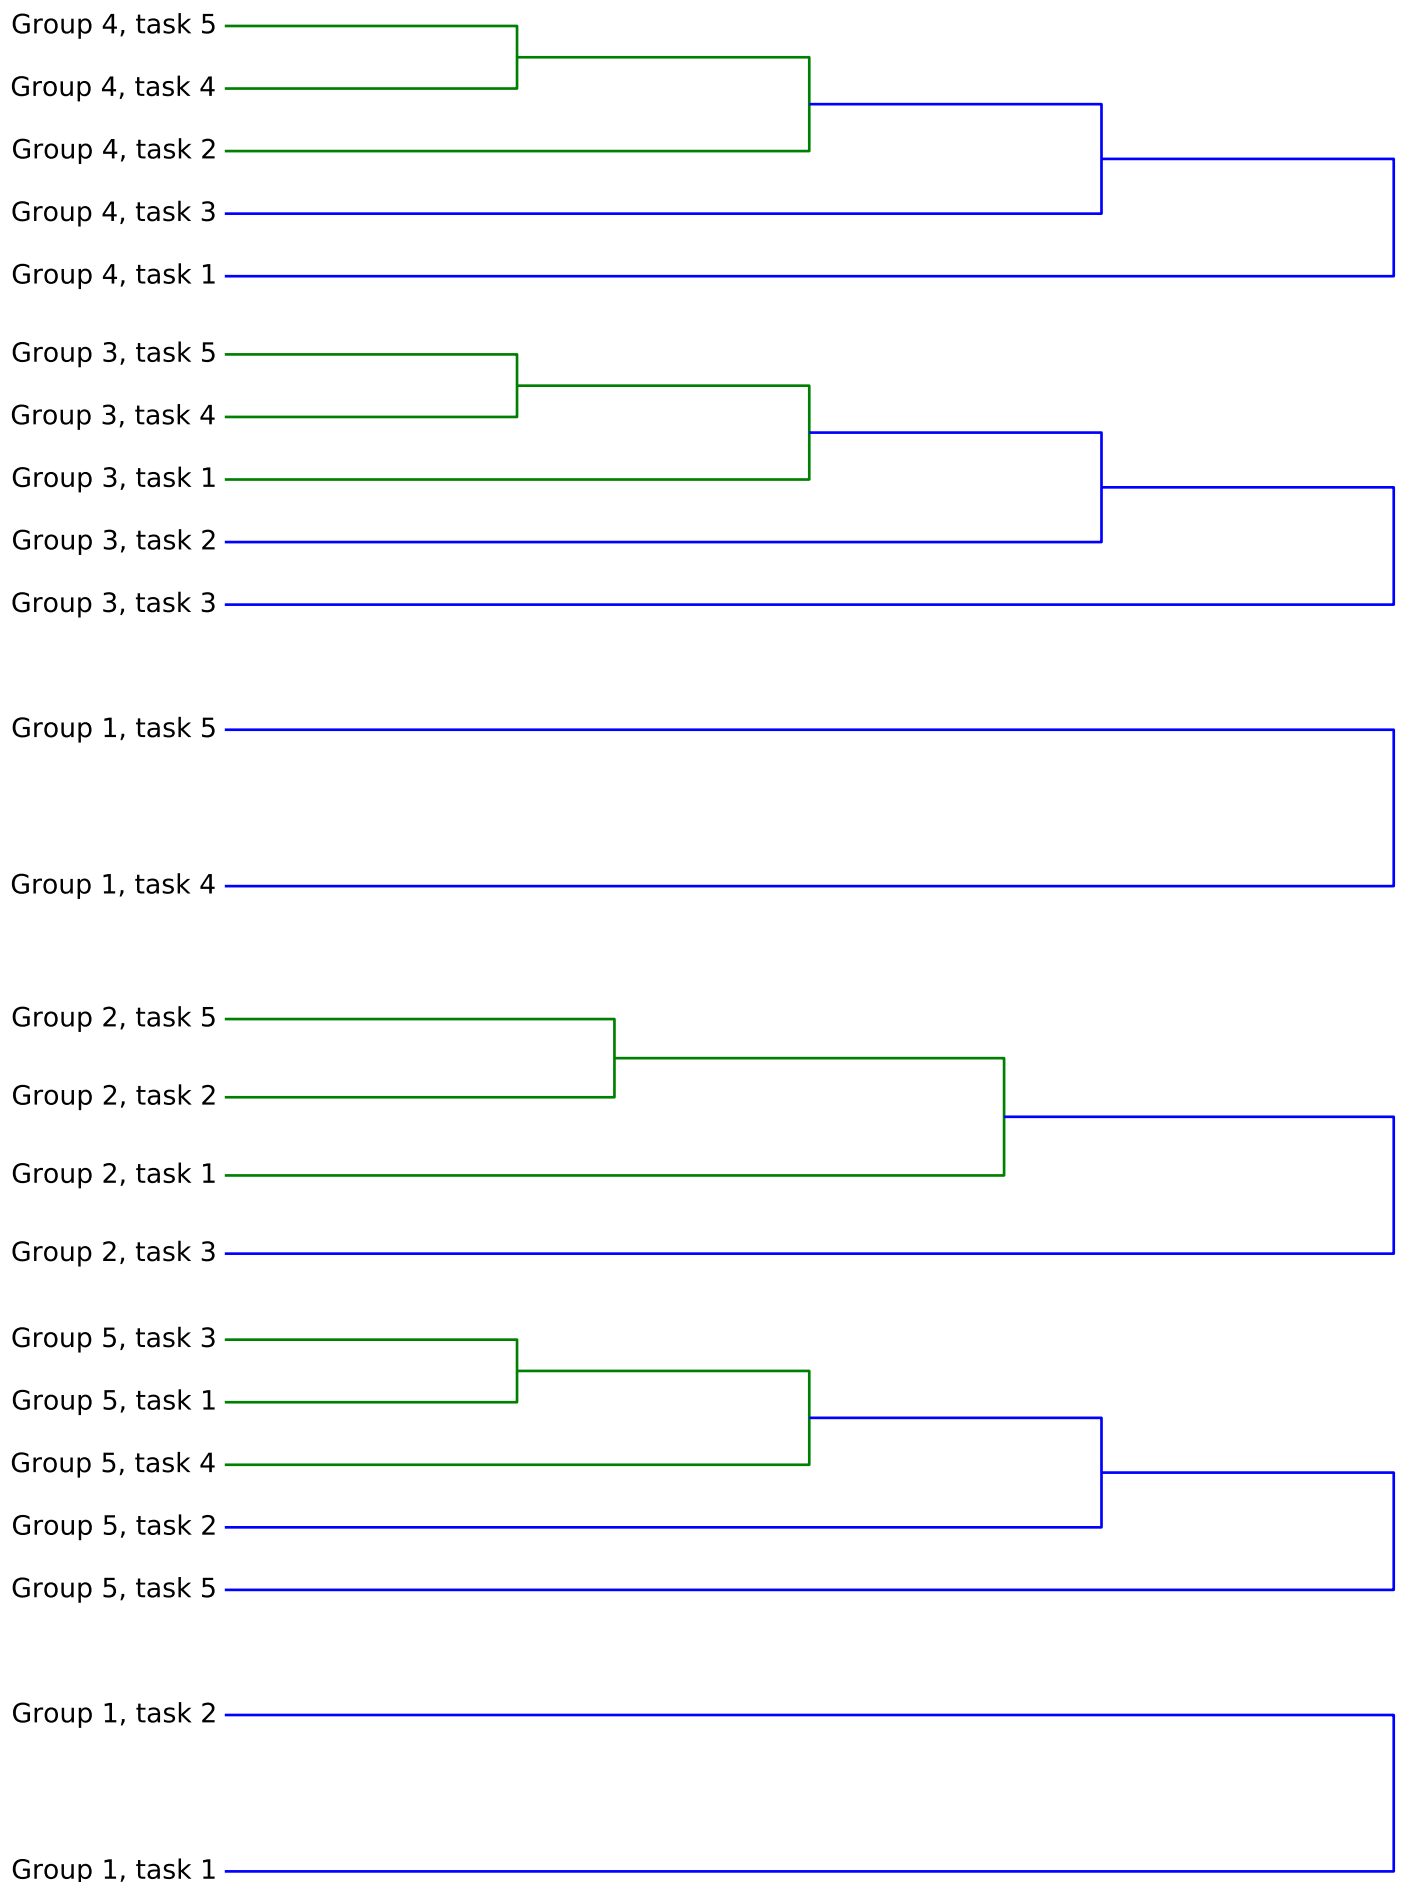 Group 4, task 5
Group 4, task 4
Group 4, task 2
Group 4, task 3
Group 4, task 1
Group 3, task 5
Group 3, task 4
Group 3, task 1
Group 3, task 2
Group 3, task 3
Group 1, task 5
Group 1, task 4
Group 2, task 5
Group 2, task 2
Group 2, task 1
Group 2, task 3
Group 5, task 3
Group 5, task 1
Group 5, task 4
Group 5, task 2
Group 5, task 5
Group 1, task 2
Group 1, task 1